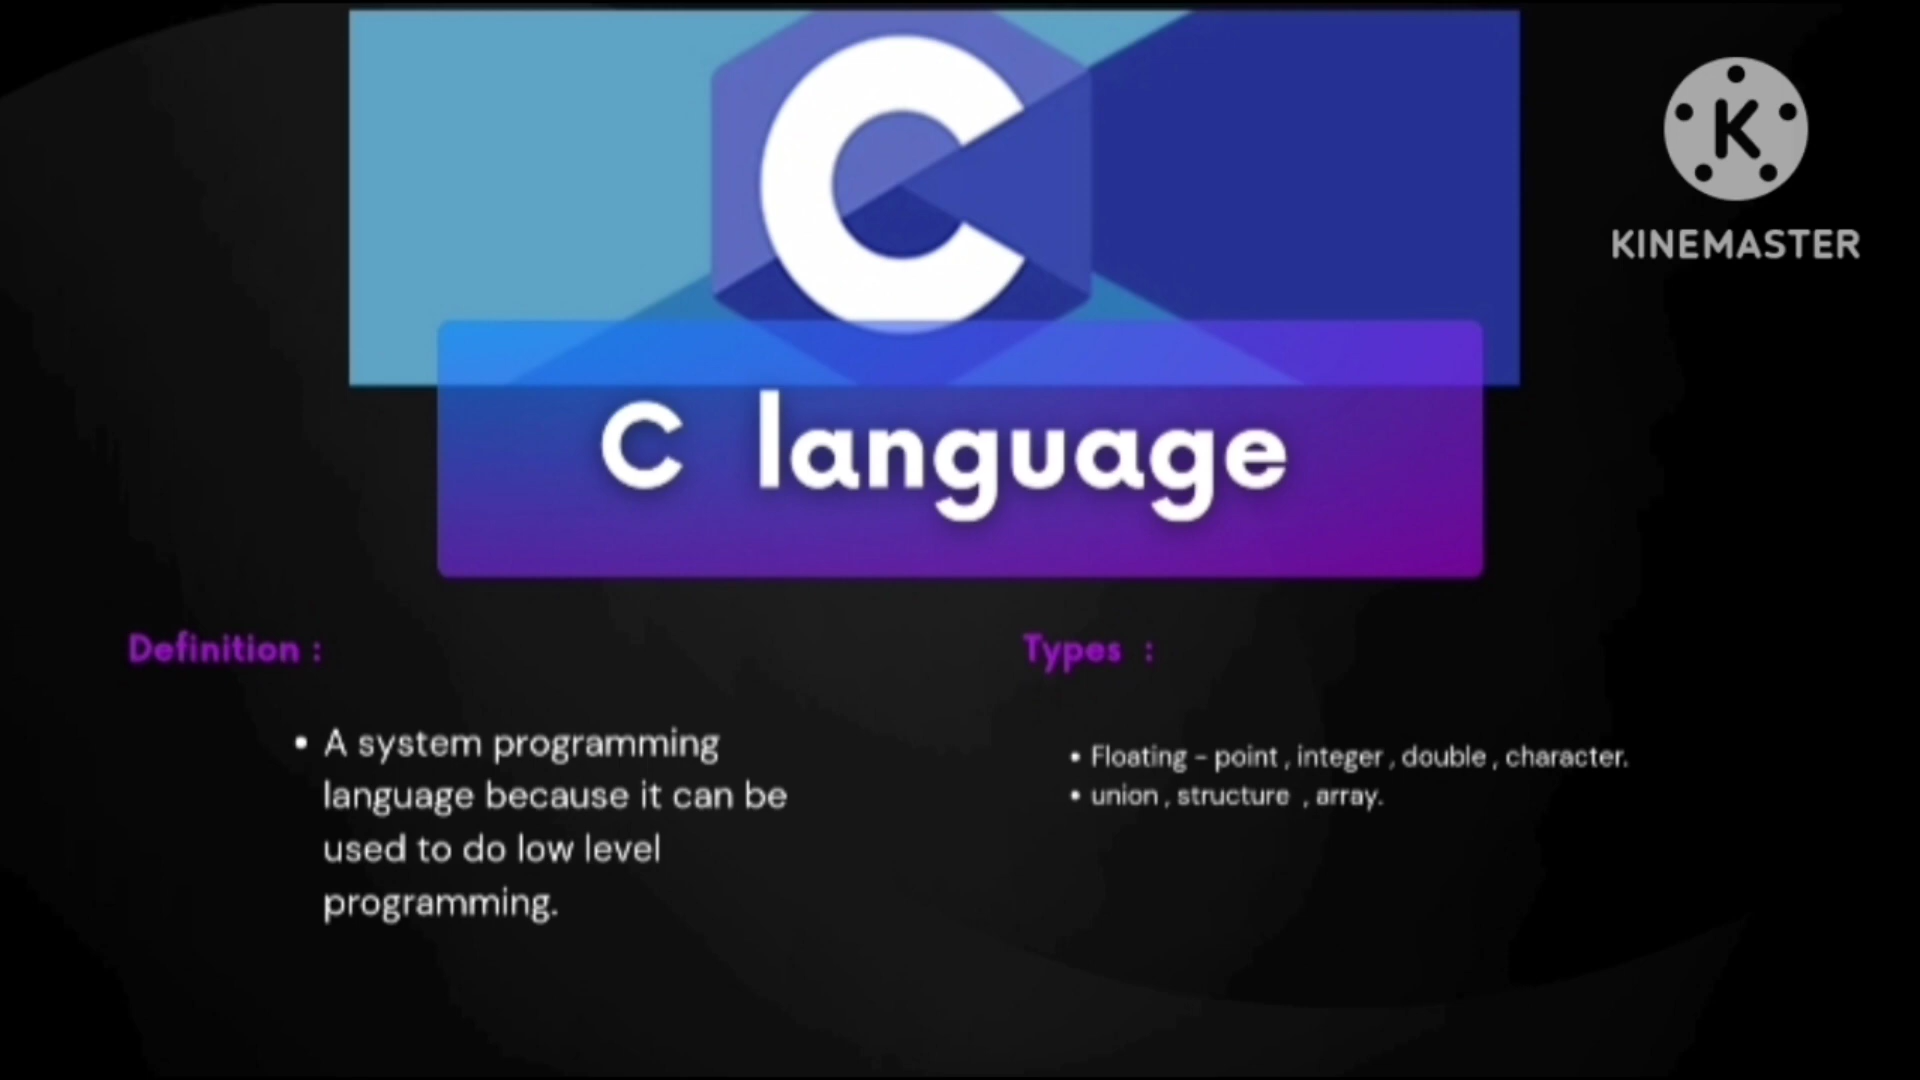 C
K
KINEMASTER
C language
Definition :
• A system programming
language because it can be
used to do low level
programming.
Types :
• Floating - point , integer , double , character.
• union , structure , array.